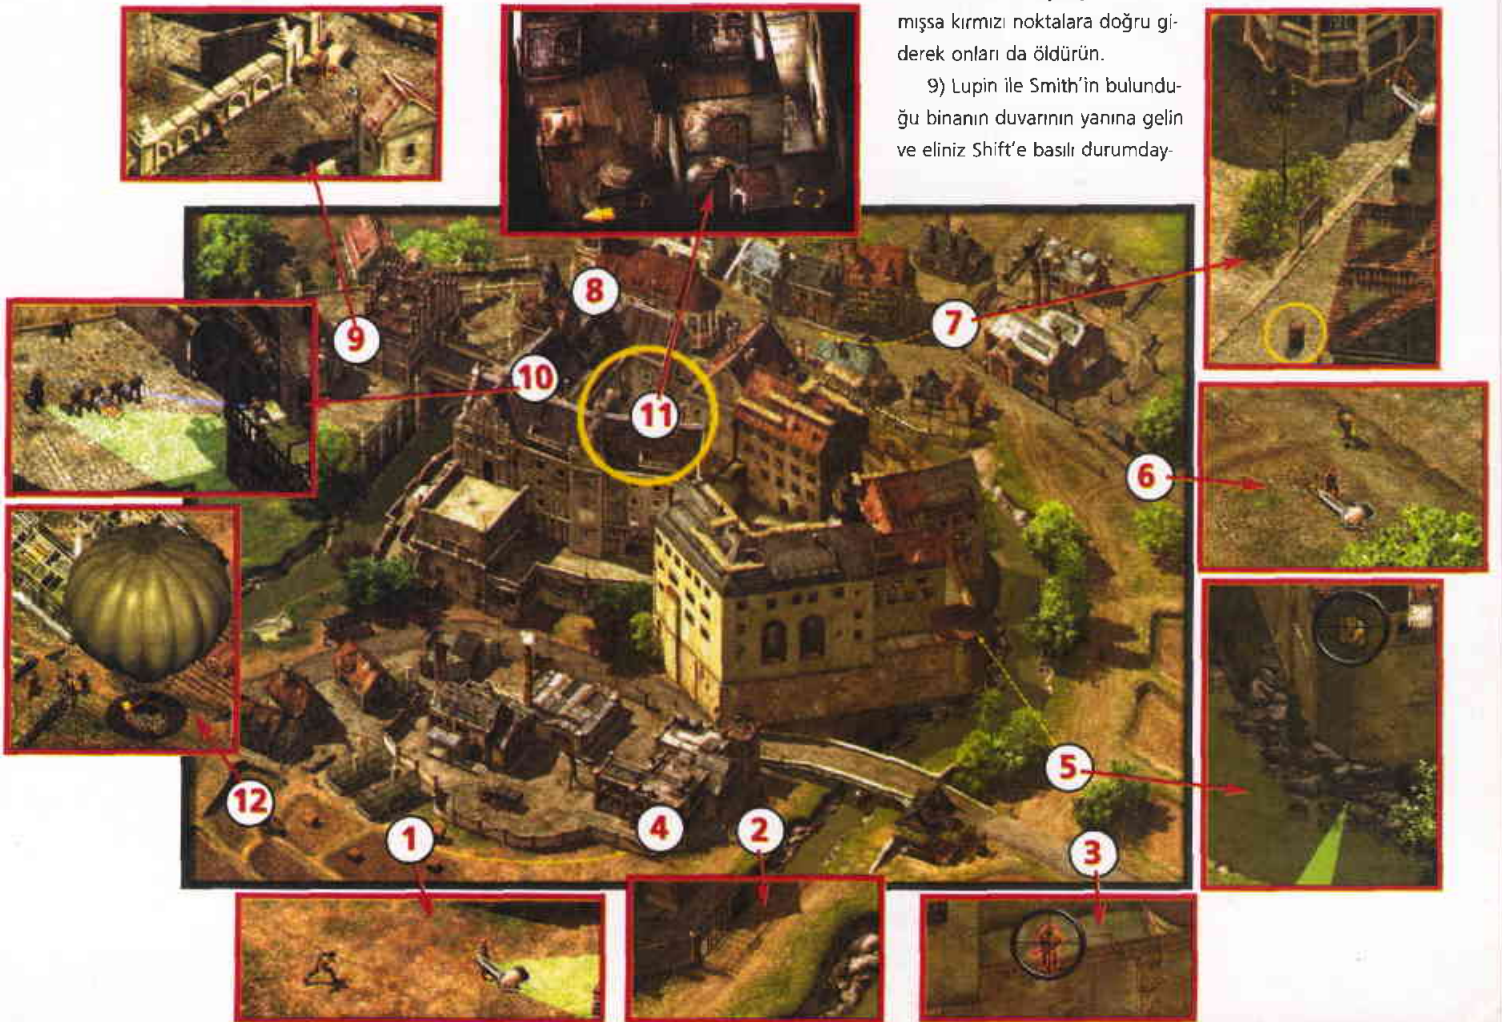 mışsa kırmızı noktalara doğru gi-
derek onları da öldürün.
9) Lupin ile Smith'in bulundu-
ğu binanın duvarının yanına gelin
ve eliniz Shift'e basılı durumday-
8
7
9
10
11
6
5
12
1
4
2
3